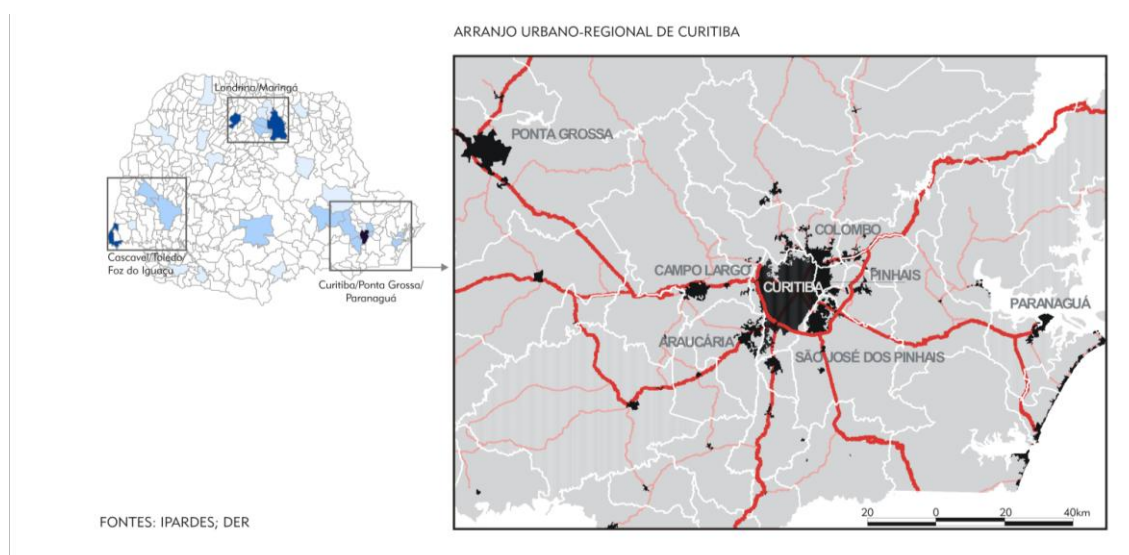 ARRANJO URBANO-REGIONAL DE CURITIBA
Londrina/Maringá
Cascavel/Toledo/
Foz do Iguaçu
Curitiba/Ponta Grossa/
Paranaguá
PONTA GROSSA
COLOMBO
CAMPO LARGO
PINHAIS
CURITIBA
PARANAGUÁ
ARAUCÁRIA
SÃO JOSÉ DOS PINHAIS
20 0 20 40km
FONTES: IPARDES; DER